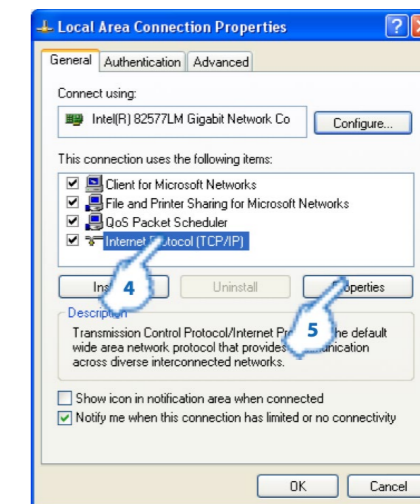 Local Area Connection Properties
General Authentication Advanced
Connect using:
Intel(R) 82577LM Gigabit Network Co Configure...
This connection uses the following items:
Client for Microsoft Networks
File and Printer Sharing for Microsoft Networks
QoS Packet Scheduler
Internet Protocol (TCP/IP)
4 Uninstall Properties
Description 5
Transmission Control Protocol/Internet The default
wide area network protocol that provides
across diverse interconnected networks.
Show icon in notification area when connected
Notify me when this connection has limited or no connectivity
OK Cancel